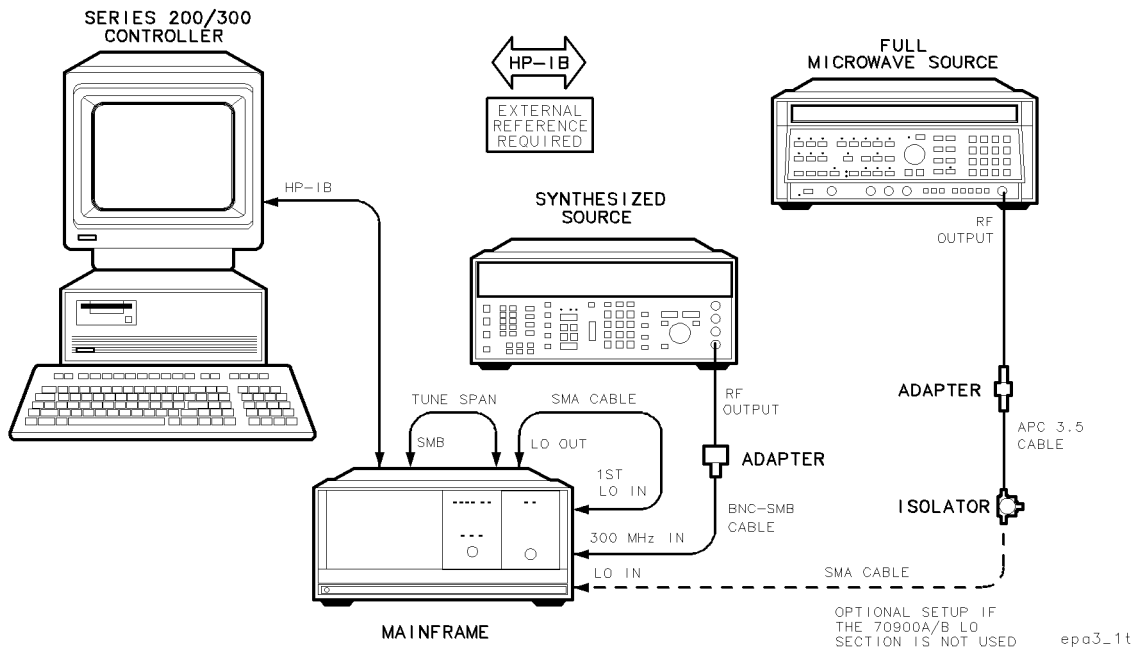 SERIES 200/300
CONTROLLER
HP-IB
EXTERNAL
REFERENCE
REQUIRED
FULL
MICROWAVE SOURCE
HP-IB
SYNTHESIZED
SOURCE
RF
OUTPUT
TUNE SPAN
SMB
SMA CABLE
LO OUT
1ST
LO IN
RF
OUTPUT
ADAPTER
BNC-SMB
CABLE
300 MHz IN
LO IN
SMA CABLE
ADAPTER
APC 3.5
CABLE
ISOLATOR
MAINFRAME
OPTIONAL SETUP IF
THE 70900A/B LO
SECTION IS NOT USED
epa3_1t